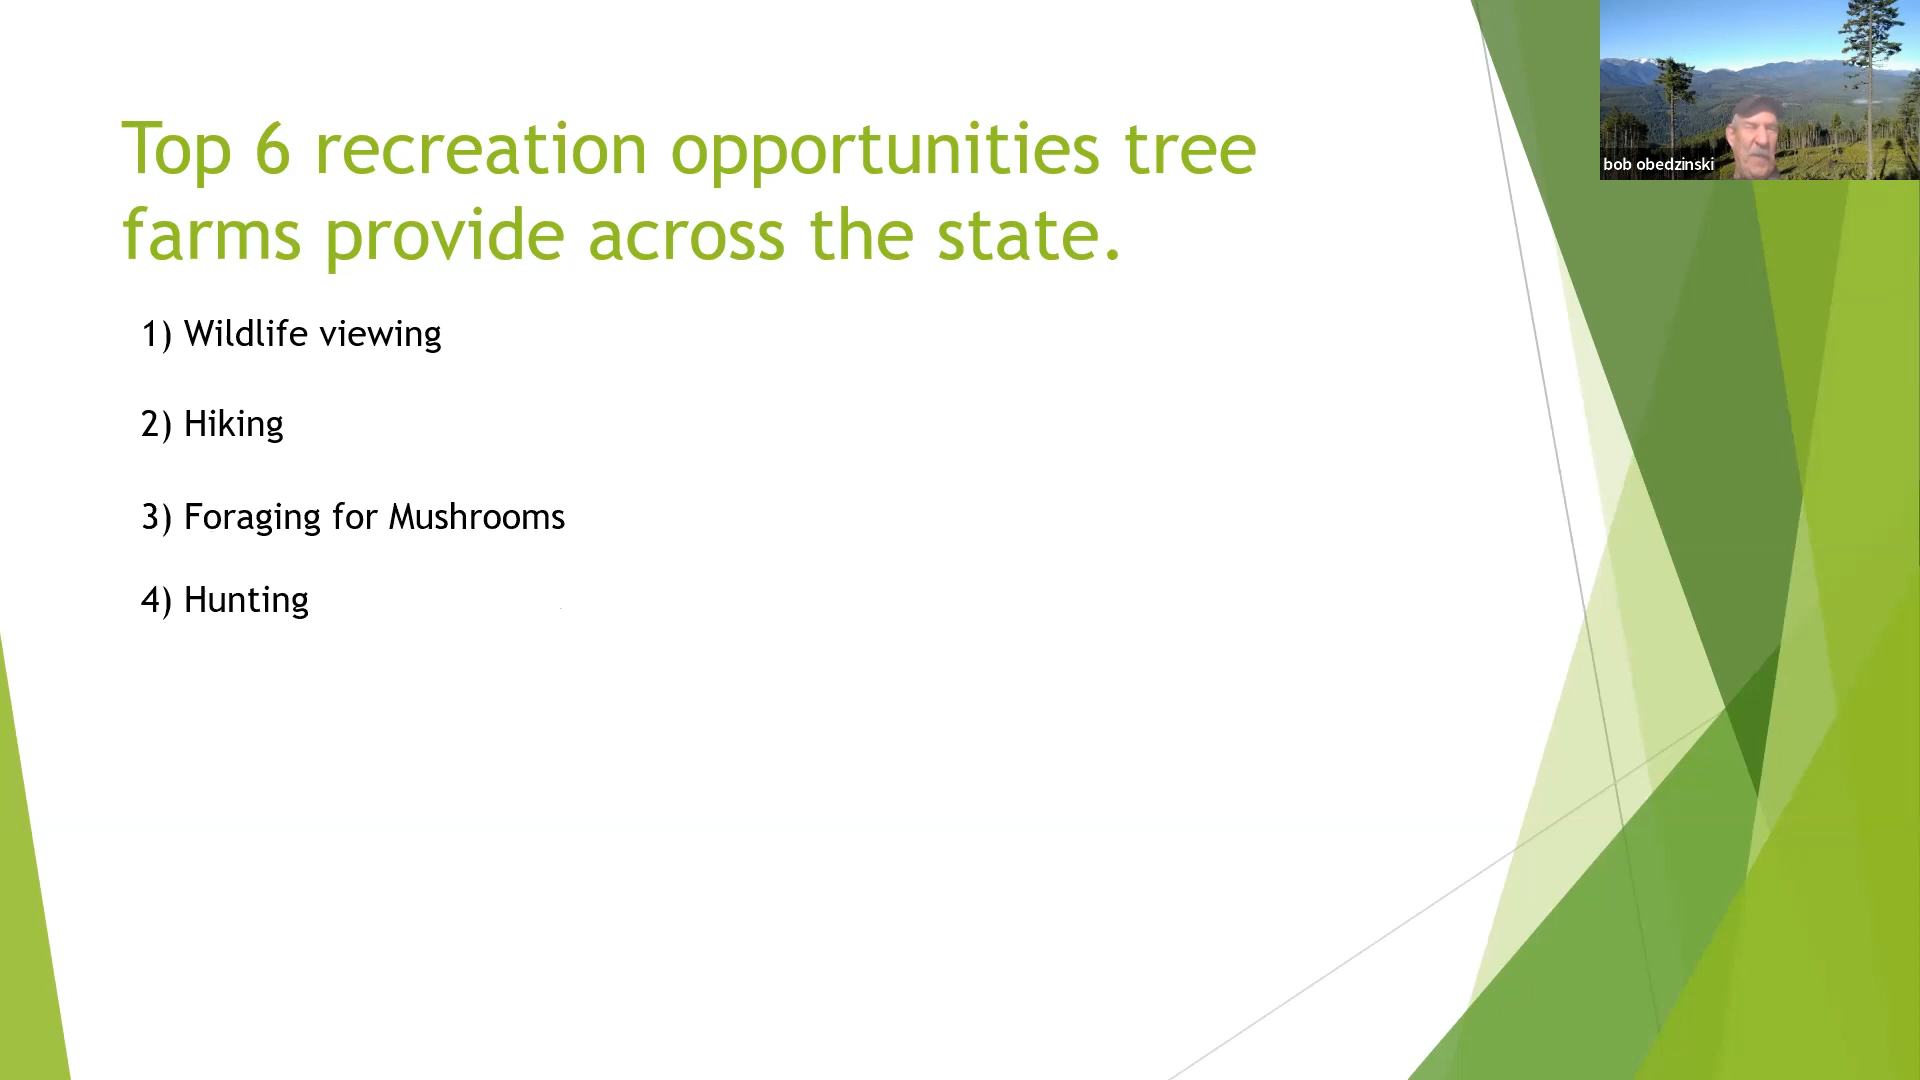 Top 6 recreation opportunities tree
farms provide across the state.
1) Wildlife viewing
2) Hiking
3) Foraging for Mushrooms
4) Hunting
bob obedzinski